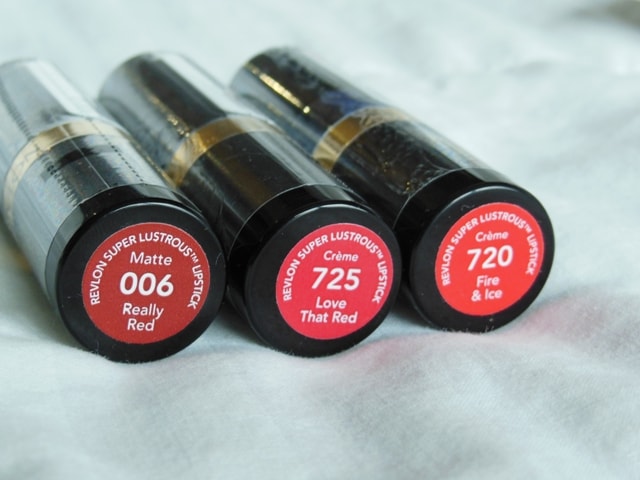 REVLON SUPER LUSTROUS™ LIPSTICK
Matte
006
Really
Red
REVLON SUPER LUSTROUS™ LIPSTICK
Crème
725
Love
That Red
REVLON SUPER LUSTROUS™ LIPSTICK
Crème
720
Fire
& Ice